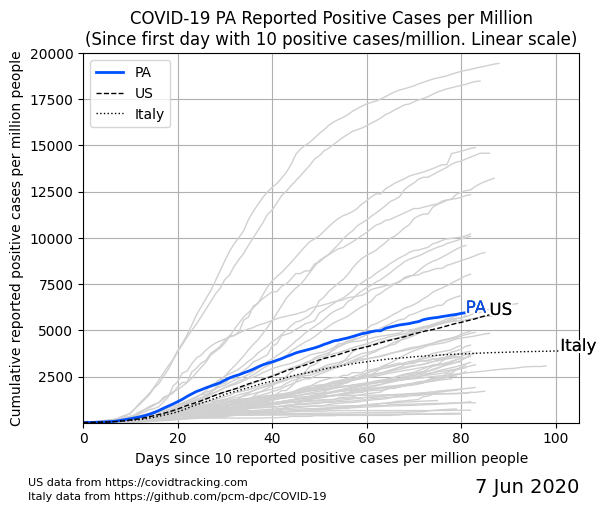 COVID-19 PA Reported Positive Cases per Million
(Since first day with 10 positive cases/million. Linear scale)
Cumulative reported positive cases per million people
20000
17500
15000
12500
10000
7500
5000
2500
PA
US
Italy
PA
US
Italy
0
20
40
60
80
100
Days since 10 reported positive cases per million people
US data from https://covidtracking.com
Italy data from https://github.com/pcm-dpc/COVID-19
7 Jun 2020